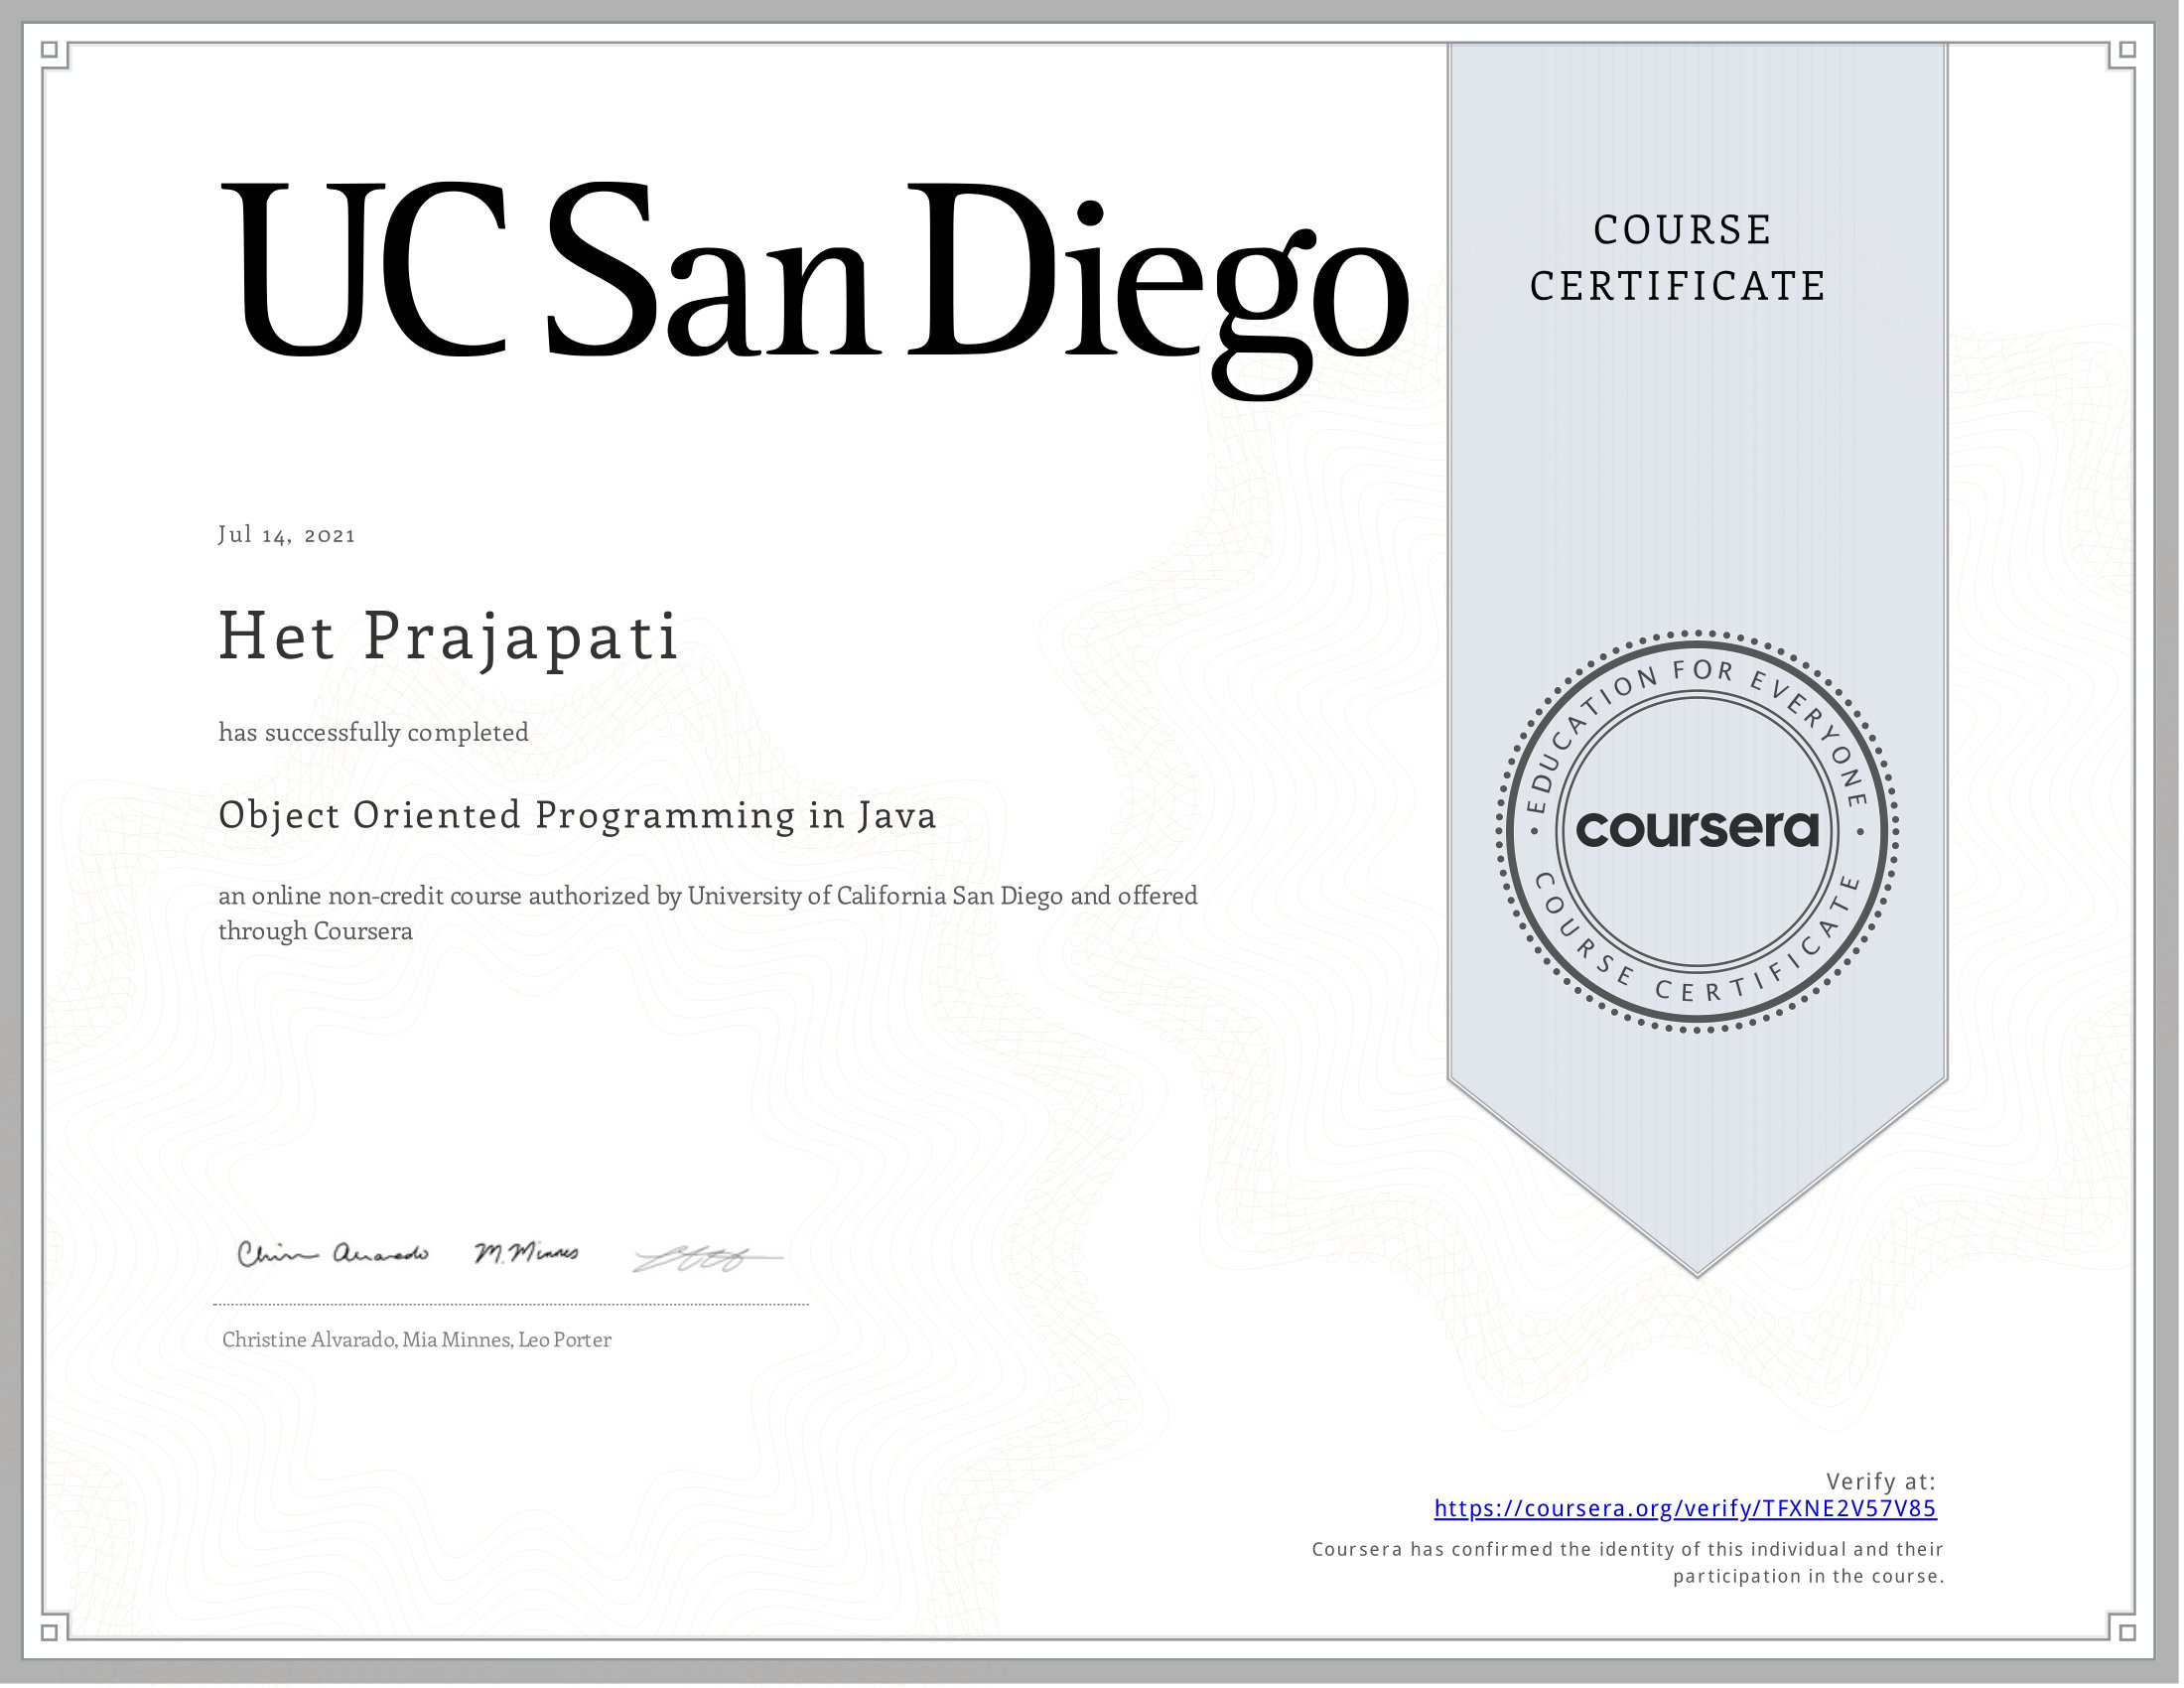 UC San Diego
COURSE
CERTIFICATE
Jul 14, 2021
Het Prajapati
has successfully completed
Object Oriented Programming in Java
an online non-credit course authorized by University of California San Diego and offered
through Coursera
EDUCATION FOR EVERYONE
coursera
COURSE CERTIFICATE
M. Minnes
Christine Alvarado, Mia Minnes, Leo Porter
Verify at:
https://coursera.org/verify/TFXNE2V57V85
Coursera has confirmed the identity of this individual and their
participation in the course.